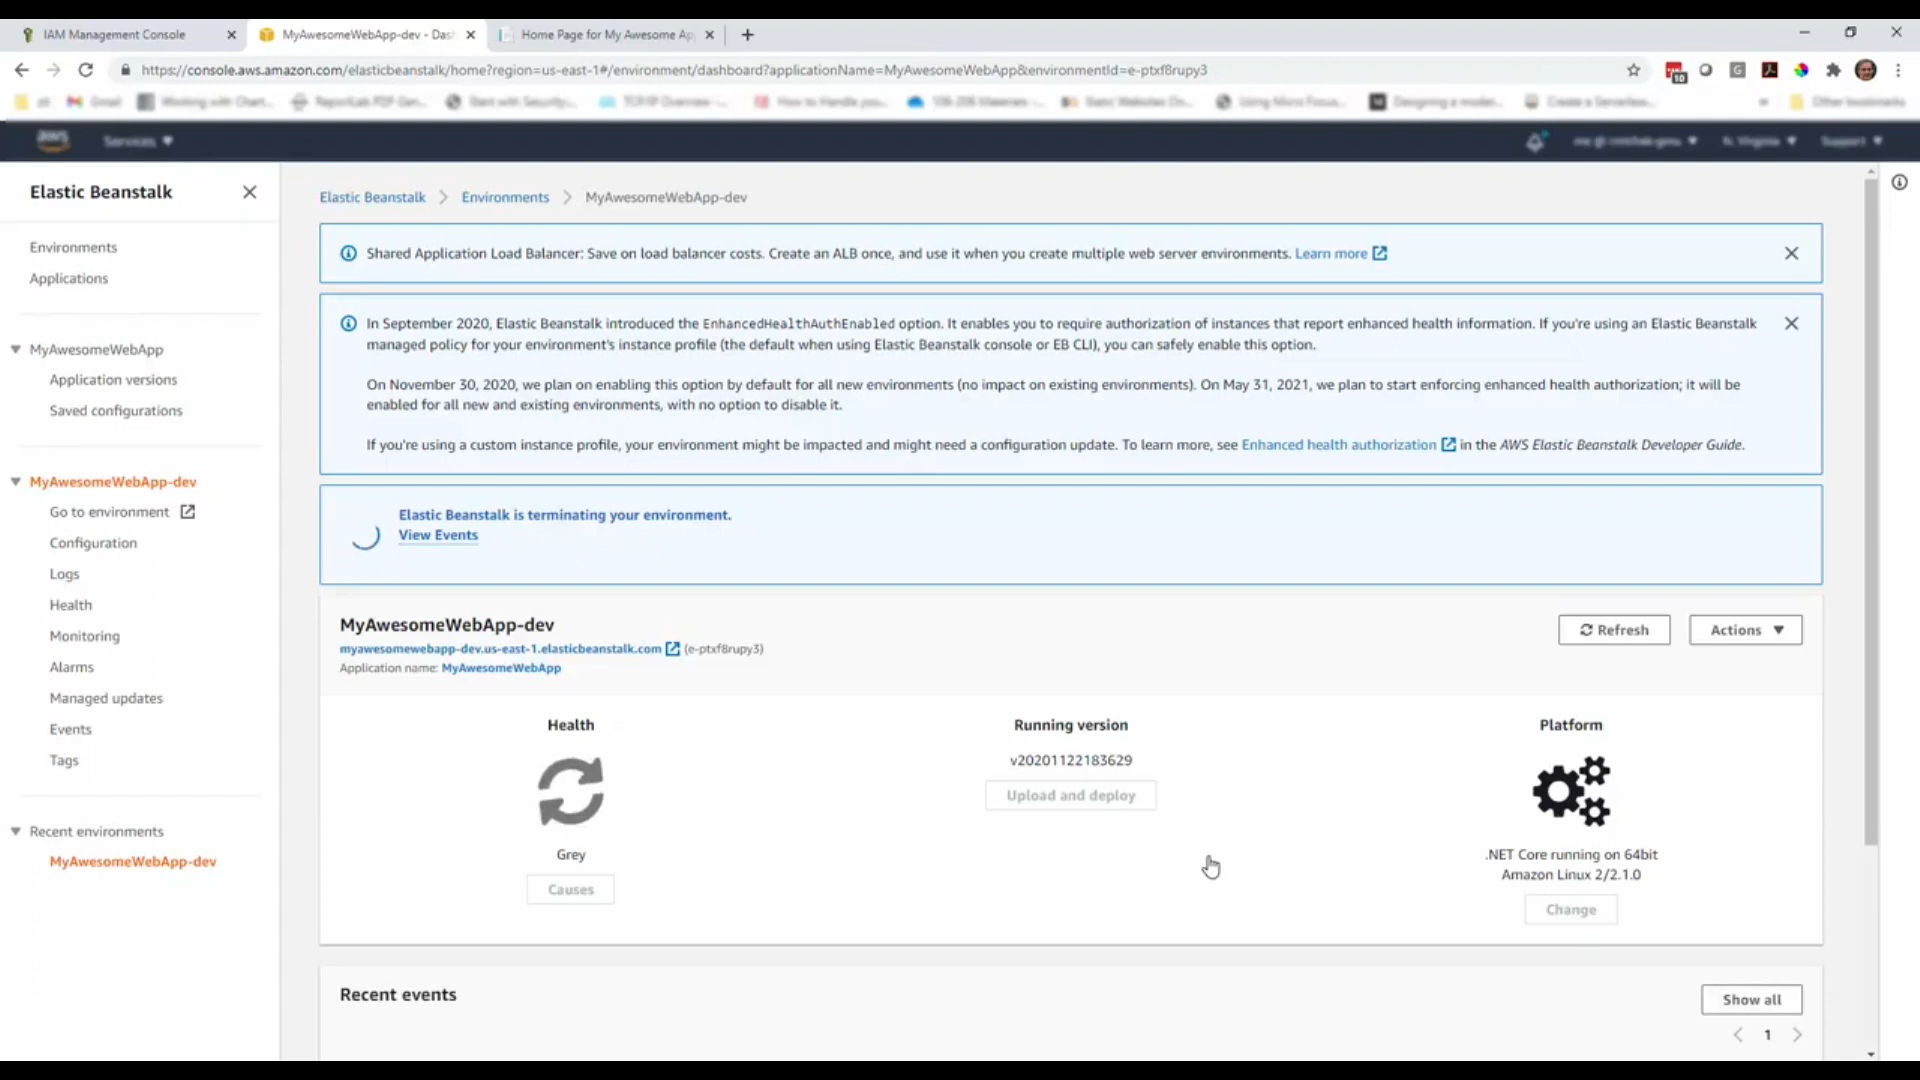 IAM Management Console
MyAwesomeWebApp-dev - Das
Home Page for My Awesome Ap
https://console.aws.amazon.com/elasticbeanstalk/home?region=us-east-1#/environment/dashboard?applicationName=MyAwesomeWebApp&environmentId=e-ptxf8rupy3
10
Gmail
Other bookmarks
aws
Services
N. Virginia
Support
Elastic Beanstalk
Environments
Applications
MyAwesomeWebApp
Application versions
Saved configurations
MyAwesomeWebApp-dev
Go to environment
Configuration
Logs
Health
Monitoring
Alarms
Managed updates
Events
Tags
Recent environments
MyAwesomeWebApp-dev
Elastic Beanstalk > Environments > MyAwesomeWebApp-dev
Shared Application Load Balancer: Save on load balancer costs. Create an ALB once, and use it when you create multiple web server environments. Learn more
In September 2020, Elastic Beanstalk introduced the EnhancedHealthAuthEnabled option. It enables you to require authorization of instances that report enhanced health information. If you're using an Elastic Beanstalk
managed policy for your environment's instance profile (the default when using Elastic Beanstalk console or EB CLI), you can safely enable this option.
On November 30, 2020, we plan on enabling this option by default for all new environments (no impact on existing environments). On May 31, 2021, we plan to start enforcing enhanced health authorization; it will be
enabled for all new and existing environments, with no option to disable it.
If you're using a custom instance profile, your environment might be impacted and might need a configuration update. To learn more, see Enhanced health authorization in the AWS Elastic Beanstalk Developer Guide.
Elastic Beanstalk is terminating your environment.
View Events
MyAwesomeWebApp-dev
Refresh
Actions
myawesomewebapp-dev.us-east-1.elasticbeanstalk.com (e-ptxf8rupy3)
Application name: MyAwesomeWebApp
Health
Running version
Platform
v20201122183629
Upload and deploy
Grey
Causes
.NET Core running on 64bit
Amazon Linux 2/2.1.0
Change
Recent events
Show all
1